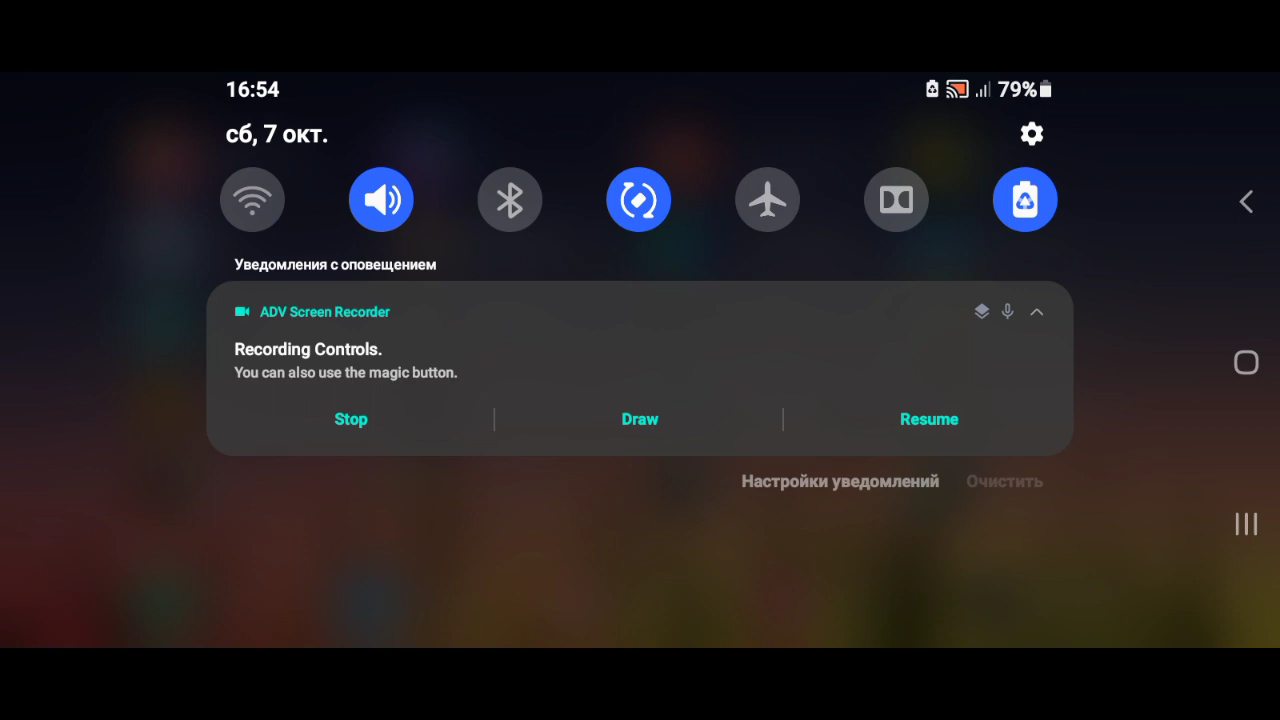 16:54
79%
сб, 7 окт.
Уведомления с оповещением
ADV Screen Recorder
Recording Controls.
You can also use the magic button.
Stop Draw Resume
Настройки уведомлений Очистить